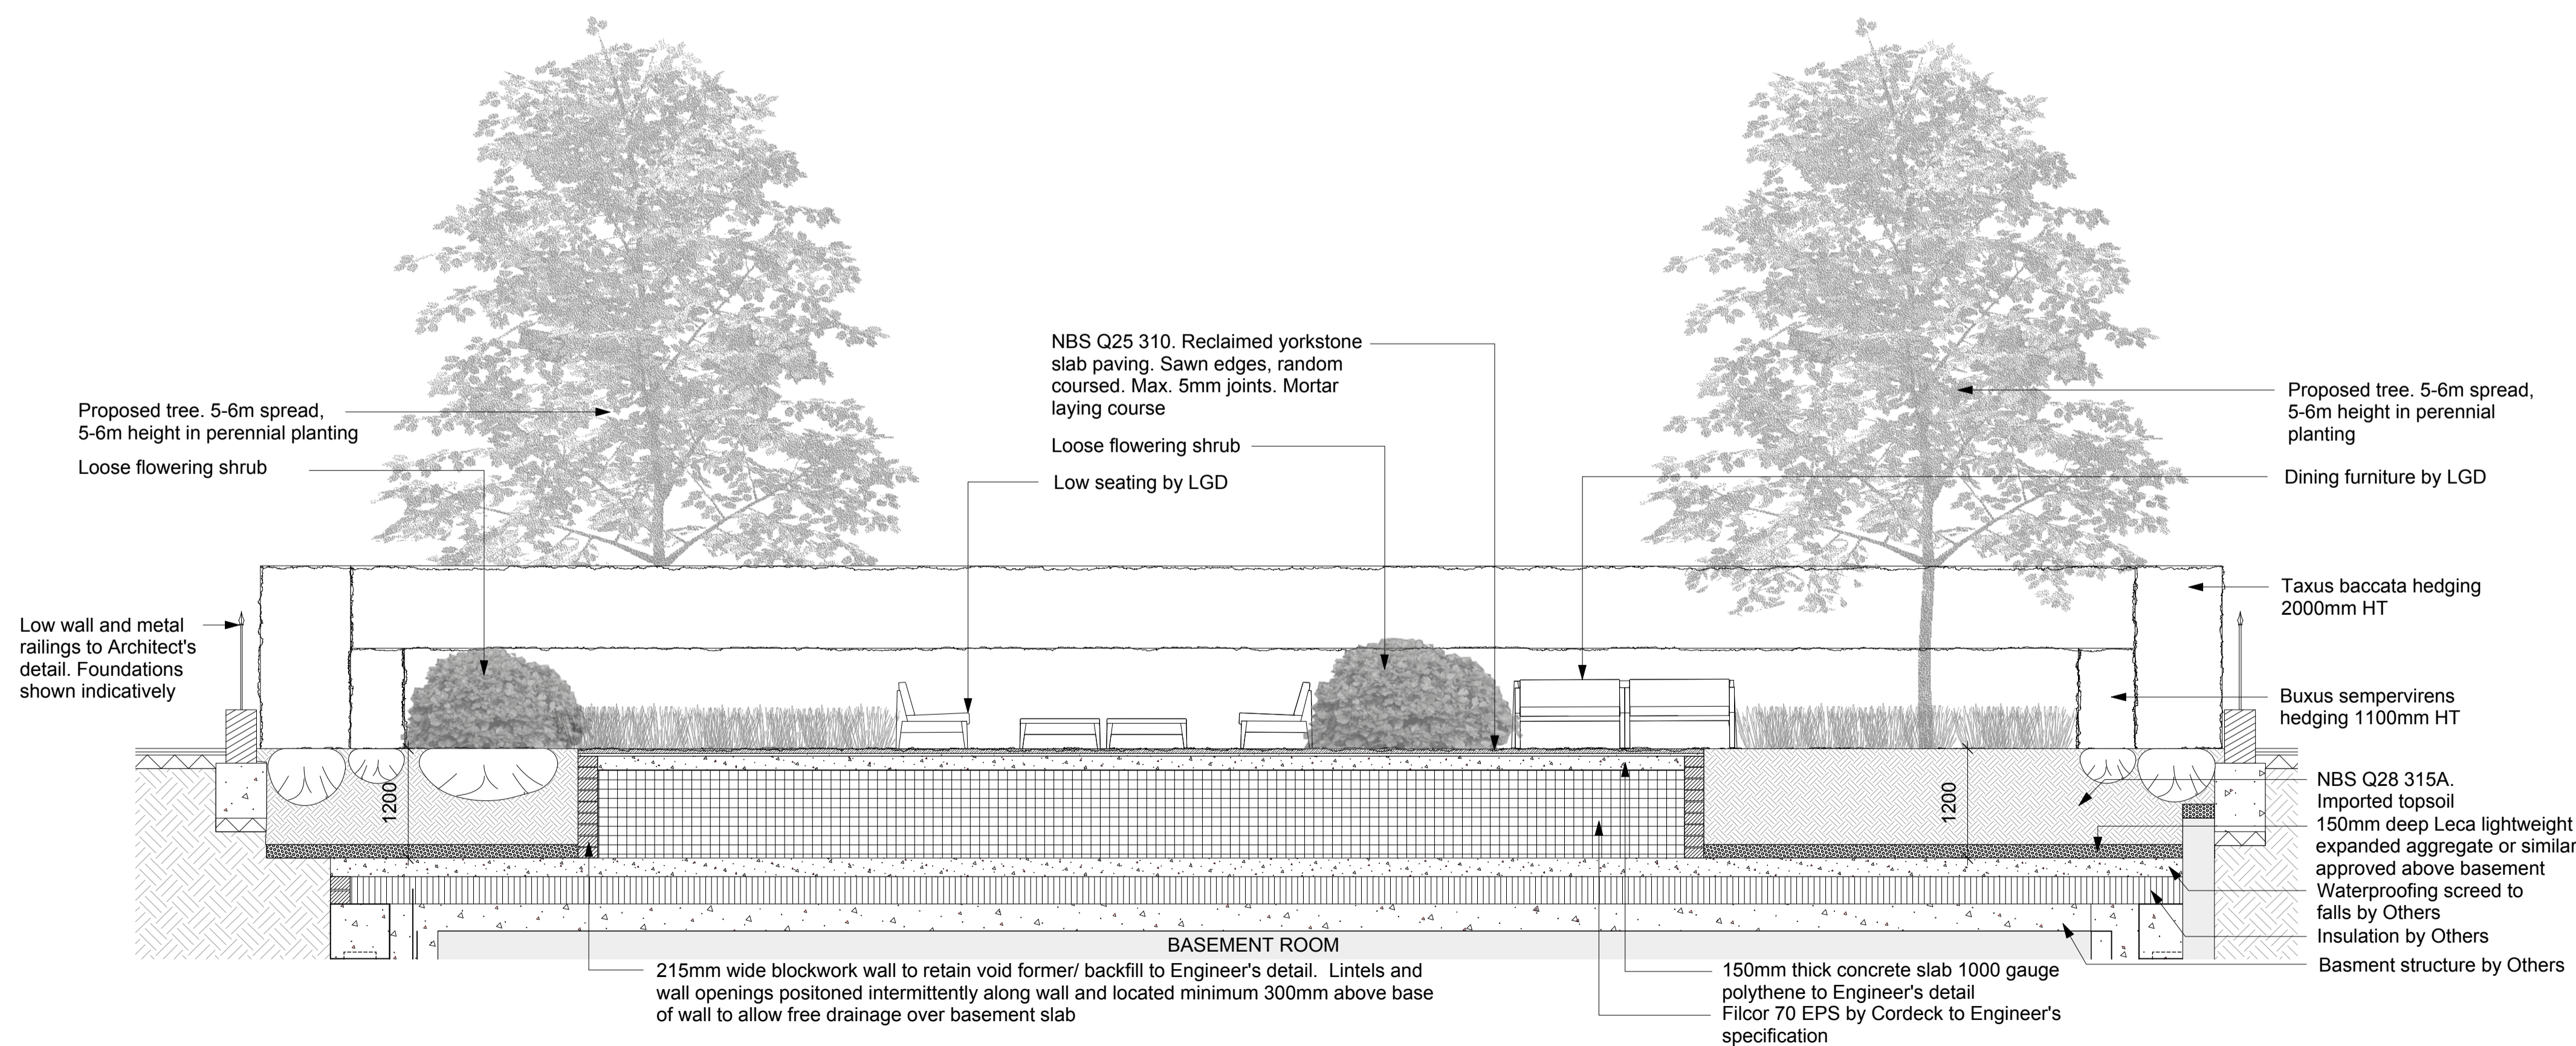 NBS Q25 310. Reclaimed yorkstone
slab paving. Sawn edges, random
coursed. Max. 5mm joints. Mortar
laying course
Proposed tree. 5-6m spread,
5-6m height in perennial planting
Loose flowering shrub
Loose flowering shrub
Low seating by LGD
Proposed tree. 5-6m spread,
5-6m height in perennial
planting
Dining furniture by LGD
Low wall and metal
railings to Architect's
detail. Foundations
shown indicatively
Taxus baccata hedging
2000mm HT
Buxus sempervirens
hedging 1100mm HT
1200
1200
NBS Q28 315A.
Imported topsoil
150mm deep Leca lightweight
expanded aggregate or similar
approved above basement
Waterproofing screed to
falls by Others
Insulation by Others
Basment structure by Others
BASEMENT ROOM
215mm wide blockwork wall to retain void former/ backfill to Engineer's detail. Lintels and
wall openings positoned intermittently along wall and located minimum 300mm above base
of wall to allow free drainage over basement slab
150mm thick concrete slab 1000 gauge
polythene to Engineer's detail
Filcor 70 EPS by Cordeck to Engineer's
specification